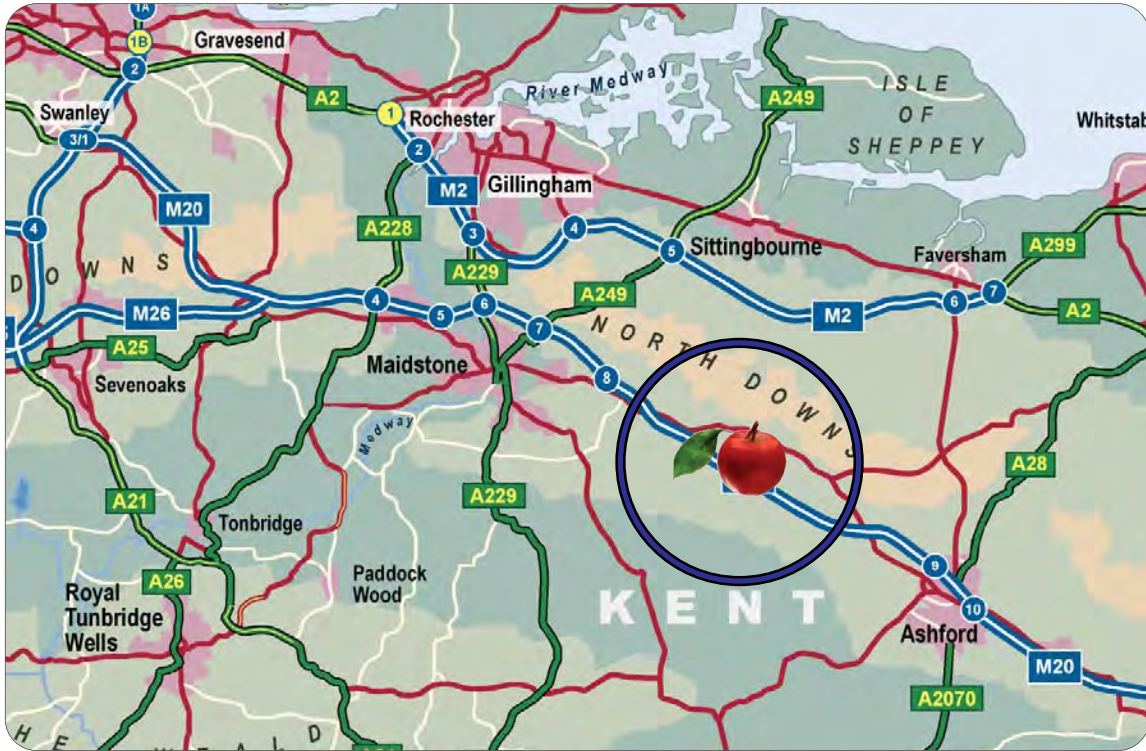 1A
1B
2
Gravesend
A2
1
Rochester
2
River Medway
A249
ISLE
OF
SHEPPEY
Whitstab
Swanley
3/1
M20
4
DOWNS
M26
A25
Sevenoaks
A228
M2
Gillingham
3
4
A229
5
Sittingbourne
A249
Faversham
A299
6
7
M2
A2
4
5
6
7
8
Maidstone
NORTH DOWNS
Medway
A21
Tonbridge
A229
A28
A26
Royal
Tunbridge
Wells
Paddock
Wood
KENT
9
10
Ashford
M20
A2070
HE WEALD